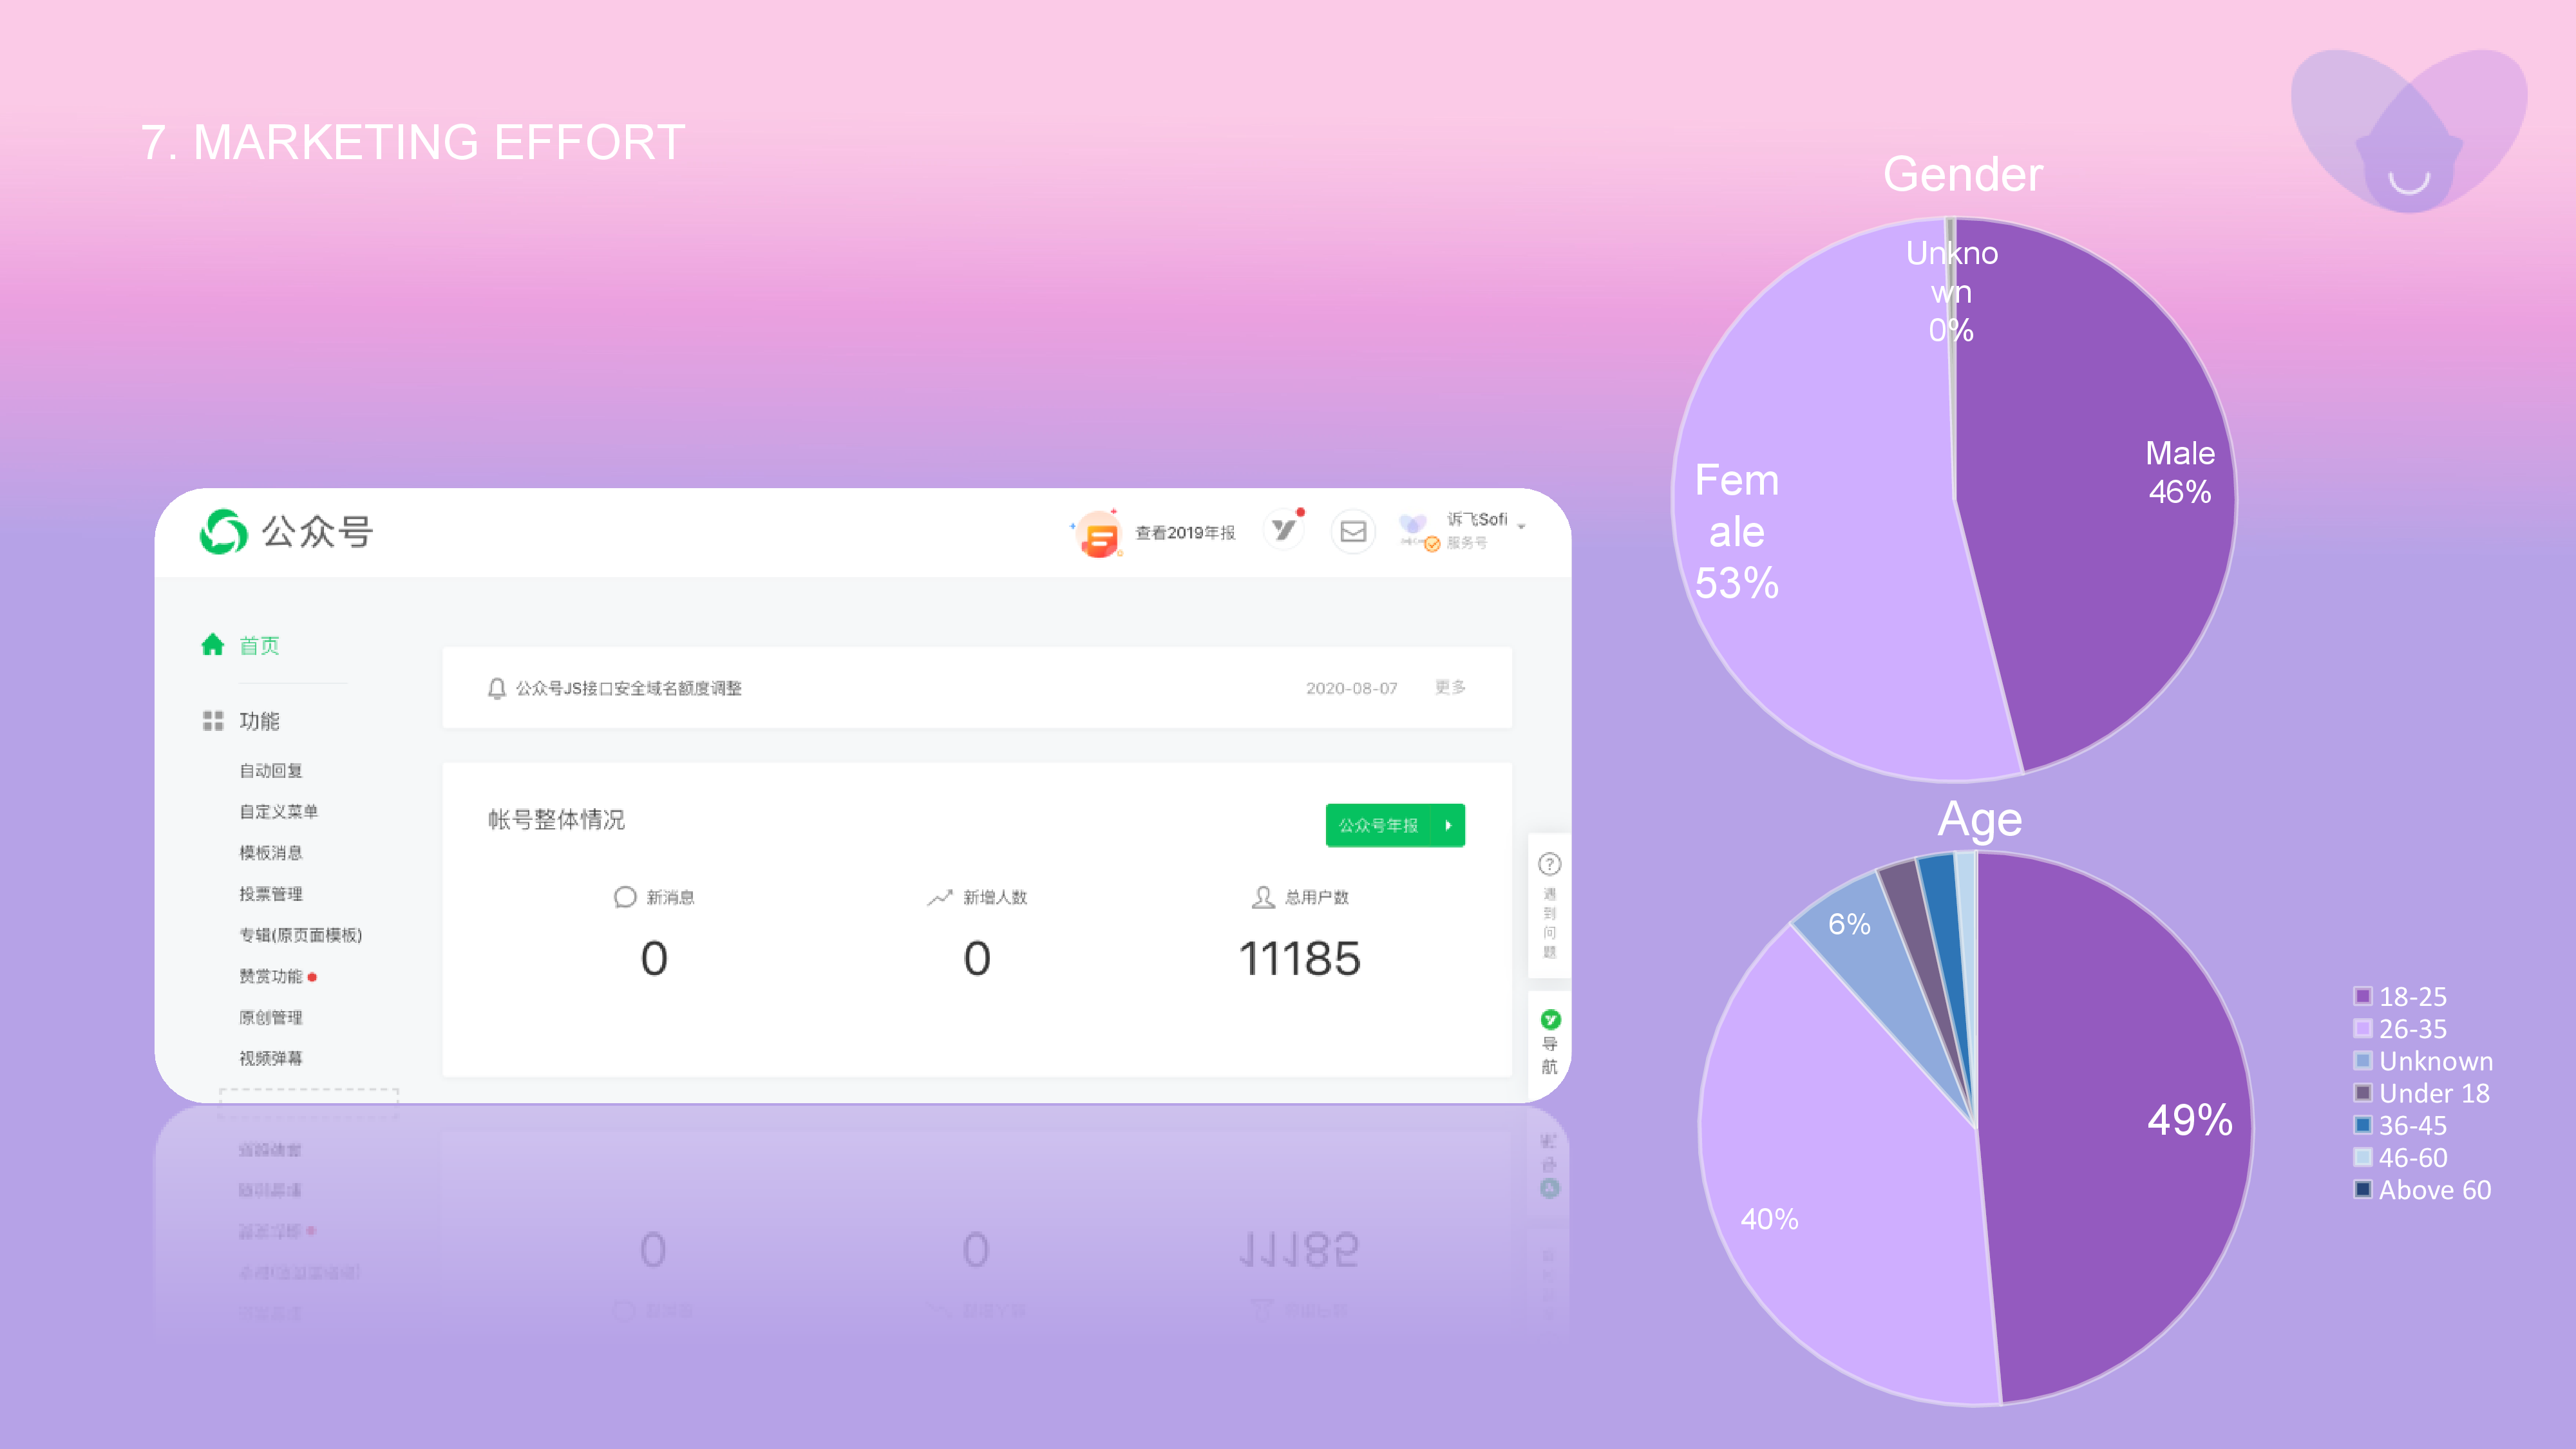 7. MARKETING EFFORT
公众号
查看2019年报
诉飞Sofi
服务号
首页
功能
自动回复
自定义菜单
模板消息
投票管理
专辑(原页面模板)
赞赏功能
原创管理
视频弹幕
公众号JS接口安全域名额度调整
2020-08-07
更多
帐号整体情况
公众号年报
新消息
0
新增人数
0
总用户数
11185
遇
到
问
题
导
航
Gender
Unkno
wn
0%
Male
46%
Fem
ale
53%
Age
6%
49%
40%
18-25
26-35
Unknown
Under 18
36-45
46-60
Above 60